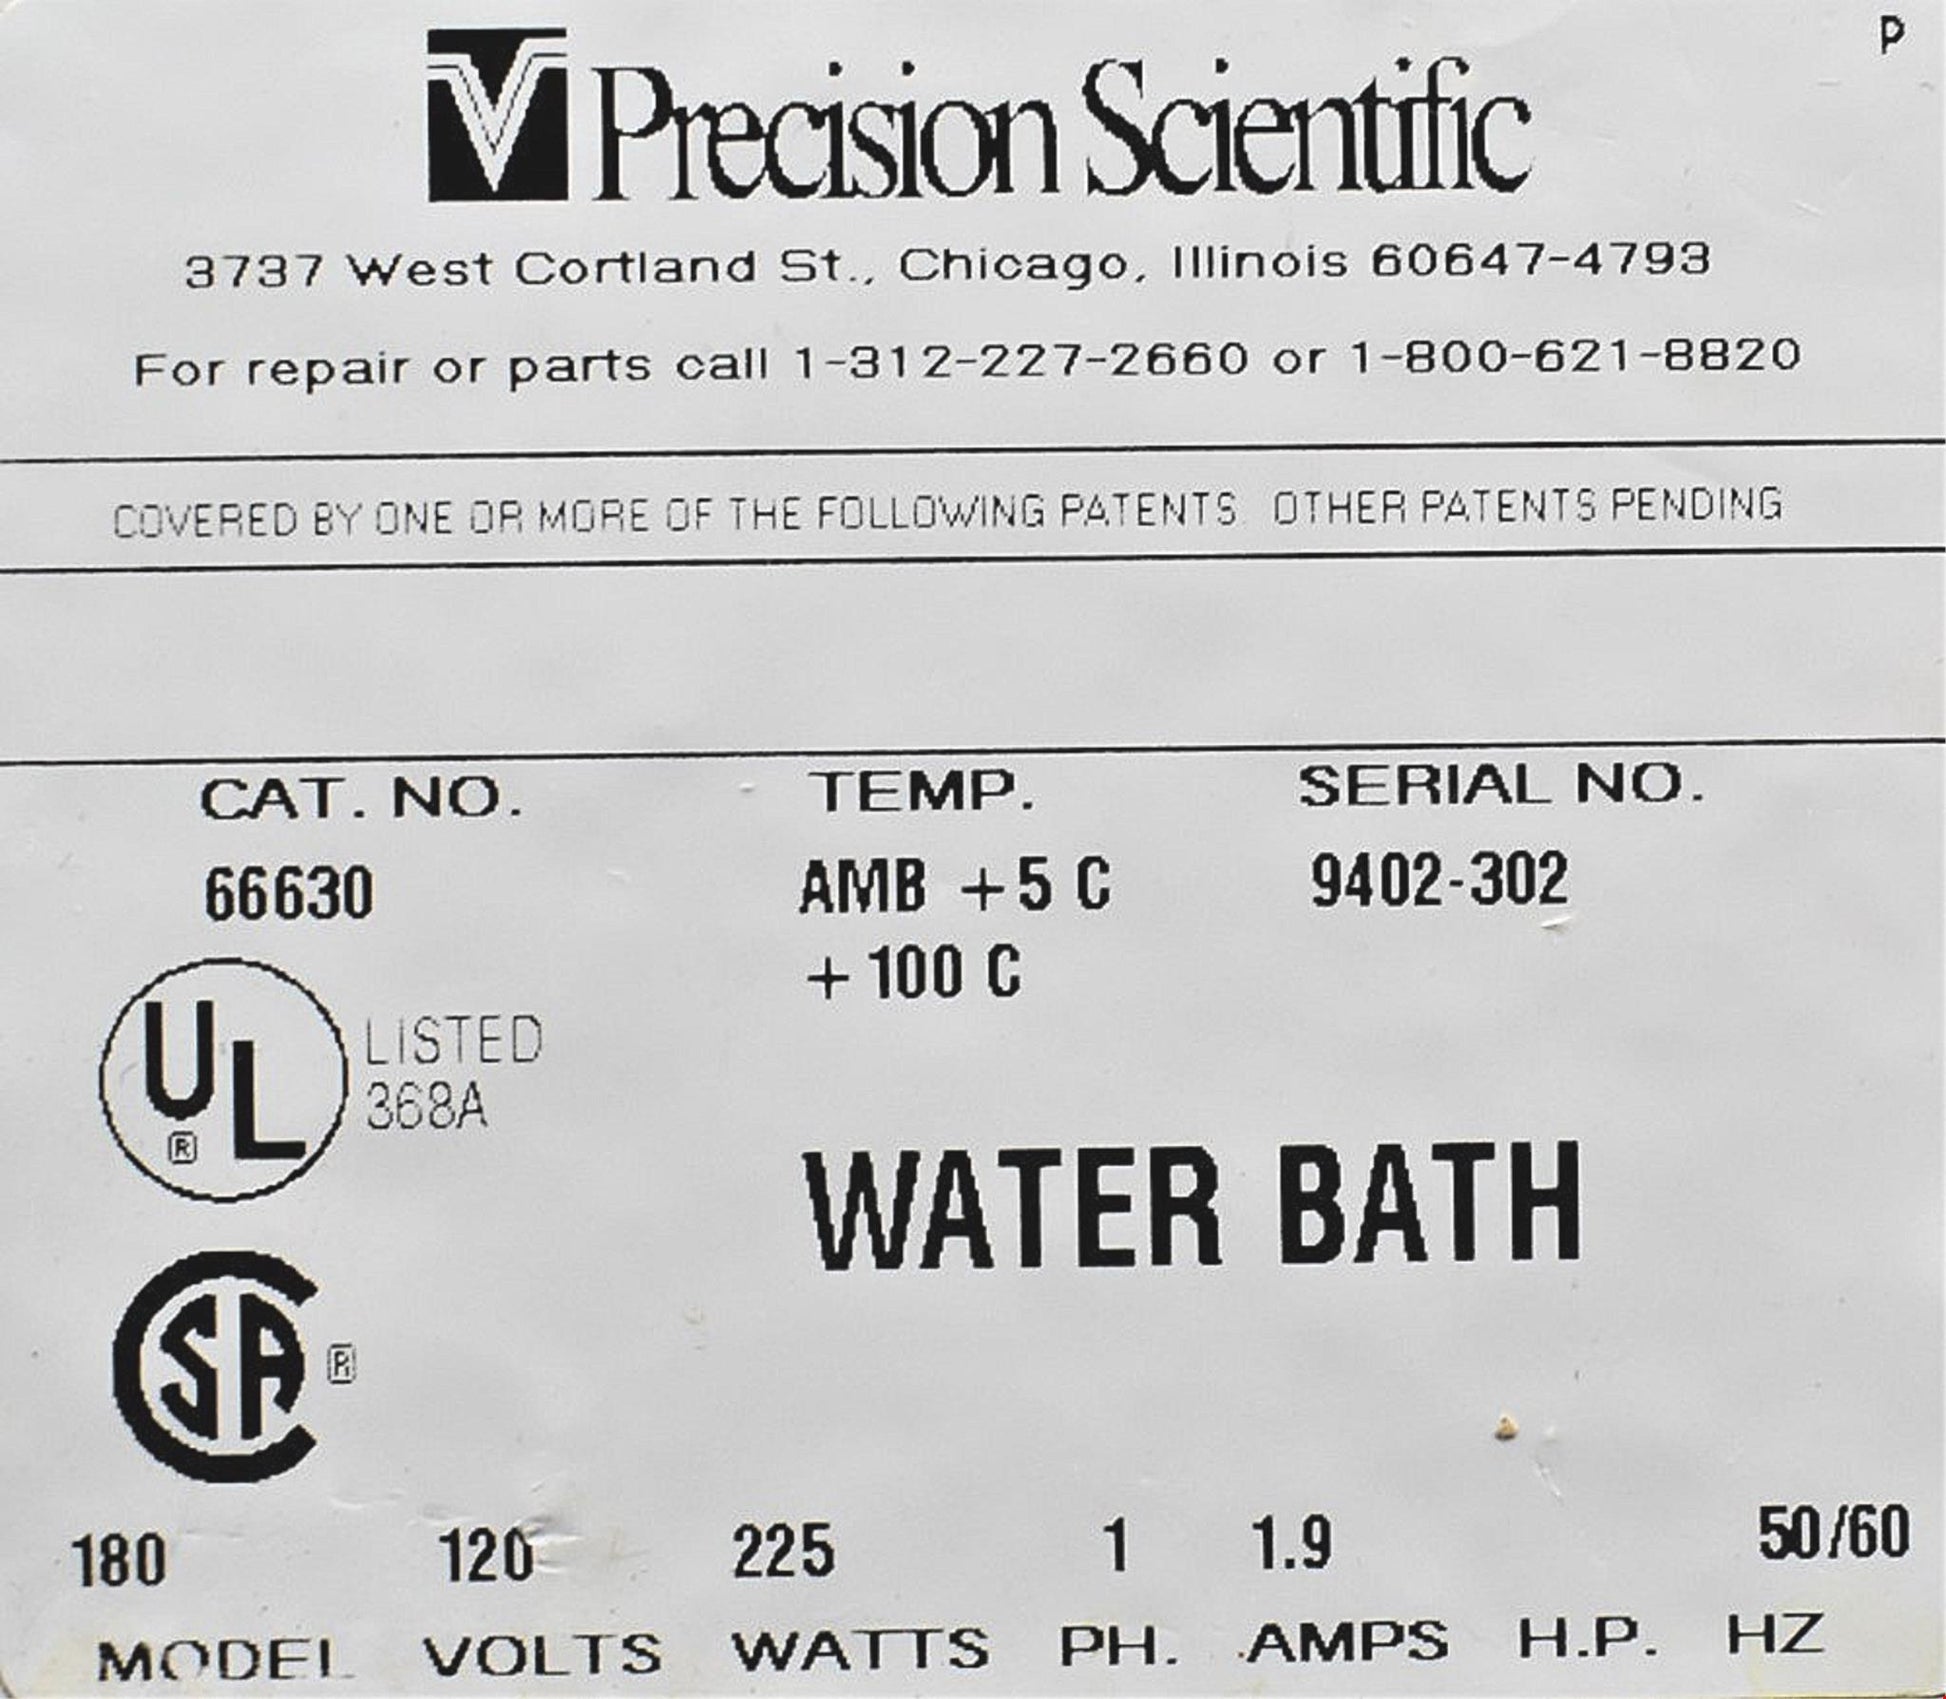 P
Precision Scientific
3737 West Cortland St., Chicago, Illinois 60647-4793
For repair or parts call 1-312-227-2660 or 1-800-621-8820
COVERED BY ONE OR MORE OF THE FOLLOWING PATENTS OTHER PATENTS PENDING
CAT. NO. TEMP. SERIAL NO.
66630 AMB +5 C 9402-302
+100 C
UL ® LISTED
368A
WATER BATH
CSA ®
180 120 225 1 1.9 50/60
MODEL VOLTS WATTS PH. AMPS H.P. HZ